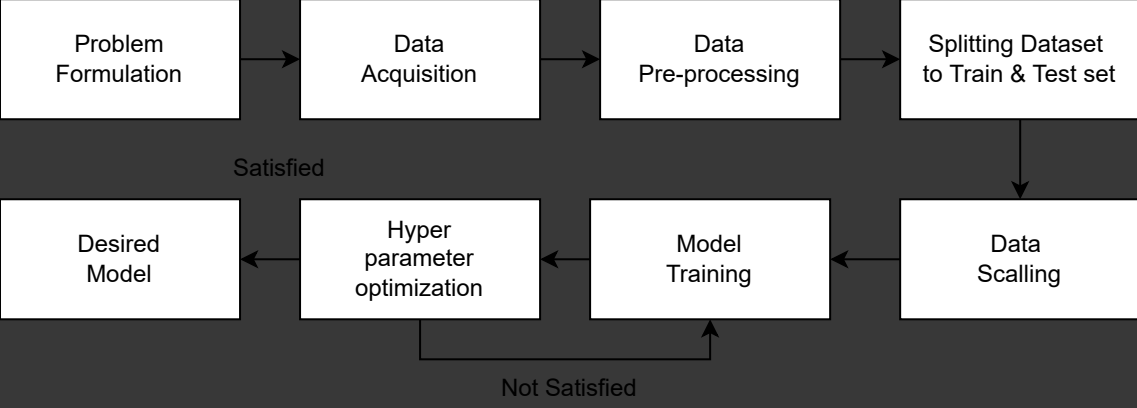 Problem
Formulation
Data
Acquisition
Data
Pre-processing
Splitting Dataset
to Train & Test set
Satisfied
Desired
Model
Hyper
parameter
optimization
Model
Training
Data
Scalling
Not Satisfied